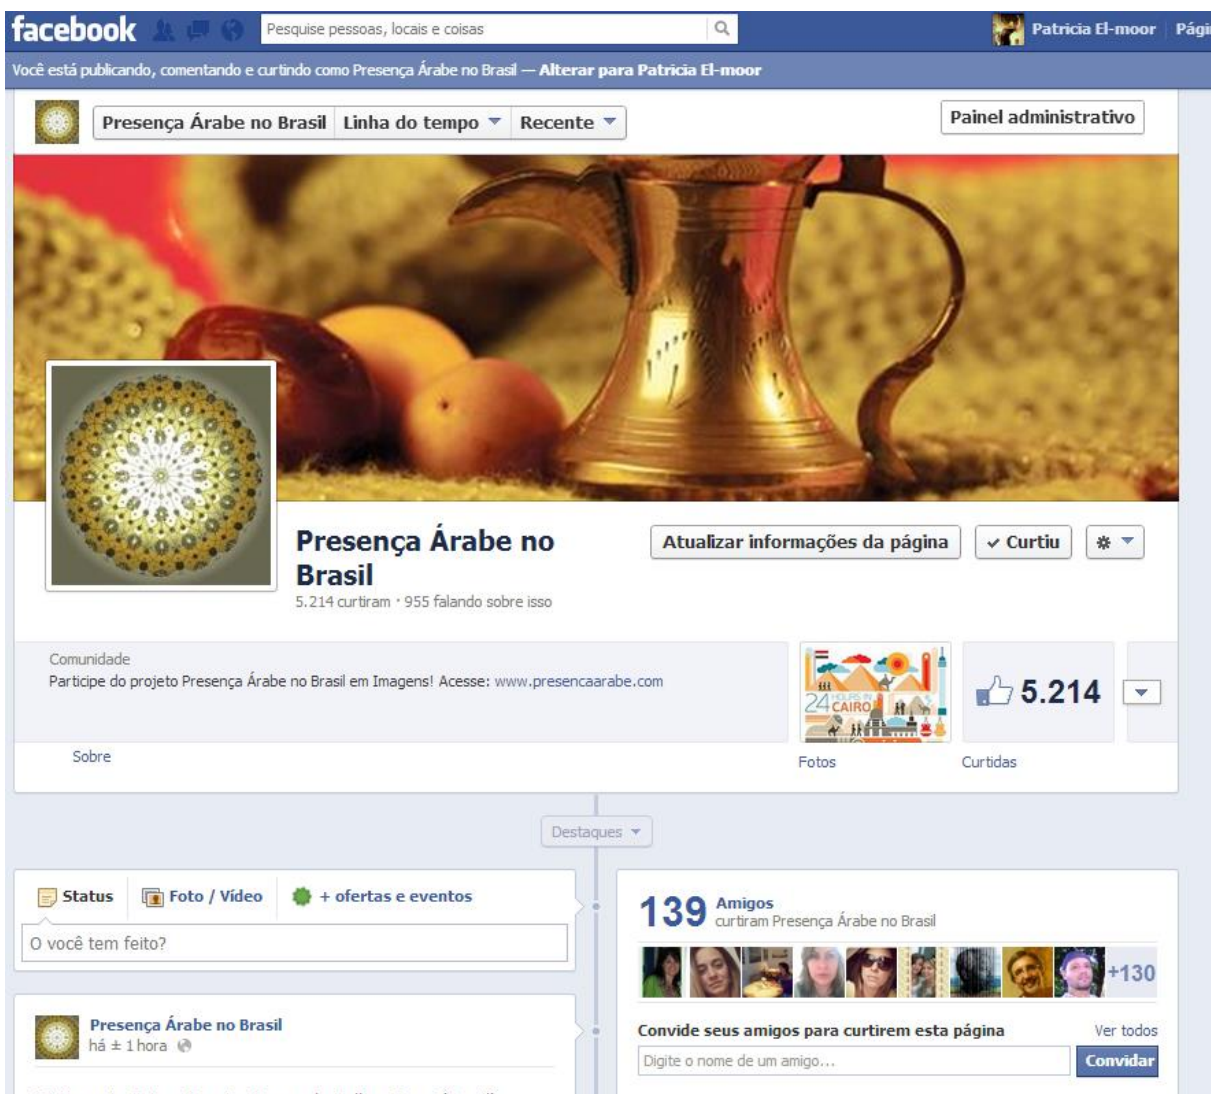 facebook Pesquise pessoas, locais e coisas Patricia El-moor
Você está publicando, comentando e curtindo como Presença Árabe no Brasil — Alterar para Patricia El-moor
Presença Árabe no Brasil Linha do tempo Recente Painel administrativo
Presença Árabe no
Brasil
5.214 curtiram · 955 falando sobre isso
Atualizar informações da página Curtiu
Comunidade
Participe do projeto Presença Árabe no Brasil em Imagens! Acesse: www.presencaarabe.com
Sobre
24 HOURS IN
CAIRO
Fotos
5.214
Curtidas
Destaques
Status Foto / Vídeo + ofertas e eventos
O você tem feito?
Presença Árabe no Brasil
há ± 1 hora
139 Amigos
curtiram Presença Árabe no Brasil
+130
Convide seus amigos para curtirem esta página Ver todos
Digite o nome de um amigo... Convidar